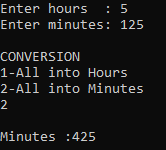 Enter hours  : 5
Enter minutes: 125
CONVERSION
1-All into Hours
2-All into Minutes
2
Minutes :425